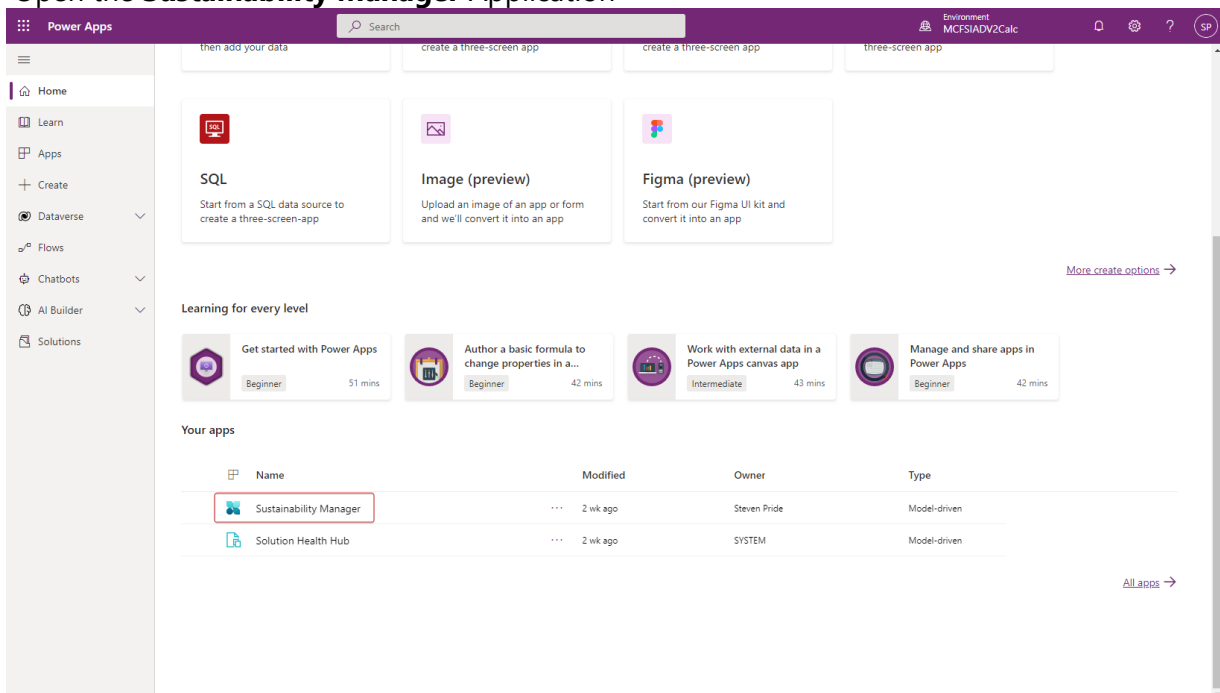 Open the Sustainability Manager Application
Power Apps
Search
Environment
MCFSIADV2Calc
?
SP
then add your data
create a three-screen app
create a three-screen app
three-screen app
Home
Learn
Apps
Create
Dataverse
Flows
Chatbots
AI Builder
Solutions
SQL
SQL
Start from a SQL data source to
create a three-screen-app
Image (preview)
Upload an image of an app or form
and we'll convert it into an app
Figma (preview)
Start from our Figma UI kit and
convert it into an app
More create options →
Learning for every level
Get started with Power Apps
Beginner 51 mins
Author a basic formula to
change properties in a...
Beginner 42 mins
Work with external data in a
Power Apps canvas app
Intermediate 43 mins
Manage and share apps in
Power Apps
Beginner 42 mins
Your apps
Name Modified Owner Type
Sustainability Manager ··· 2 wk ago Steven Pride Model-driven
Solution Health Hub ··· 2 wk ago SYSTEM Model-driven
All apps →